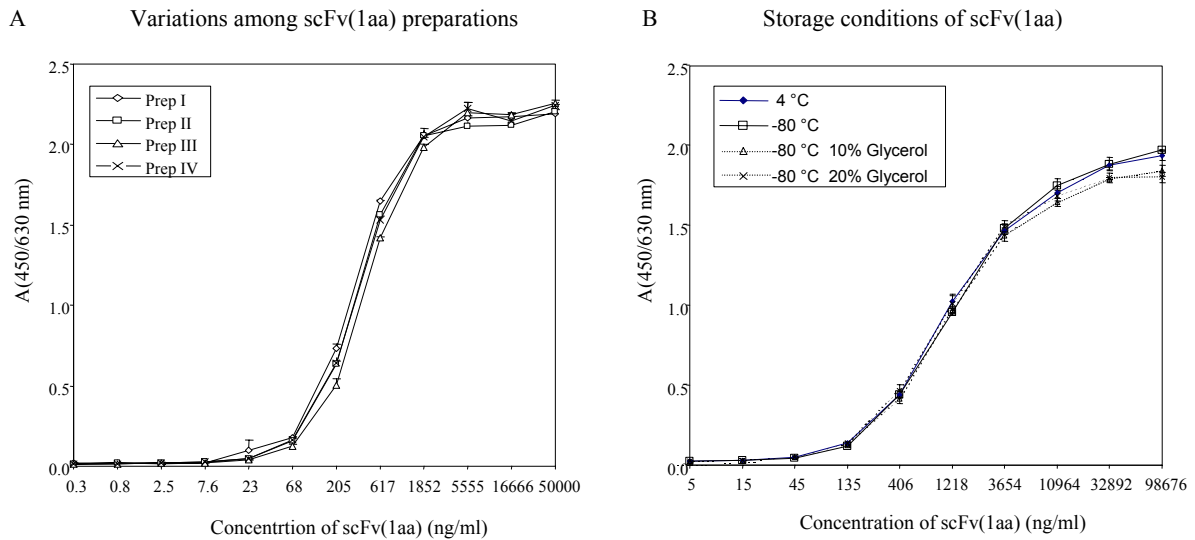 A
Variations among scFv(1aa) preparations
2.5
2.0
1.5
1.0
0.5
0.0
A(450/630 nm)
Prep I
Prep II
Prep III
Prep IV
0.3 0.8 2.5 7.6 23 68 205 617 1852 5555 16666 50000
Concentrtion of scFv(1aa) (ng/ml)
B
Storage conditions of scFv(1aa)
2.5
2.0
1.5
1.0
0.5
0.0
A(450/630 nm)
4 °C
-80 °C
-80 °C 10% Glycerol
-80 °C 20% Glycerol
5 15 45 135 406 1218 3654 10964 32892 98676
Concentration of scFv(1aa) (ng/ml)